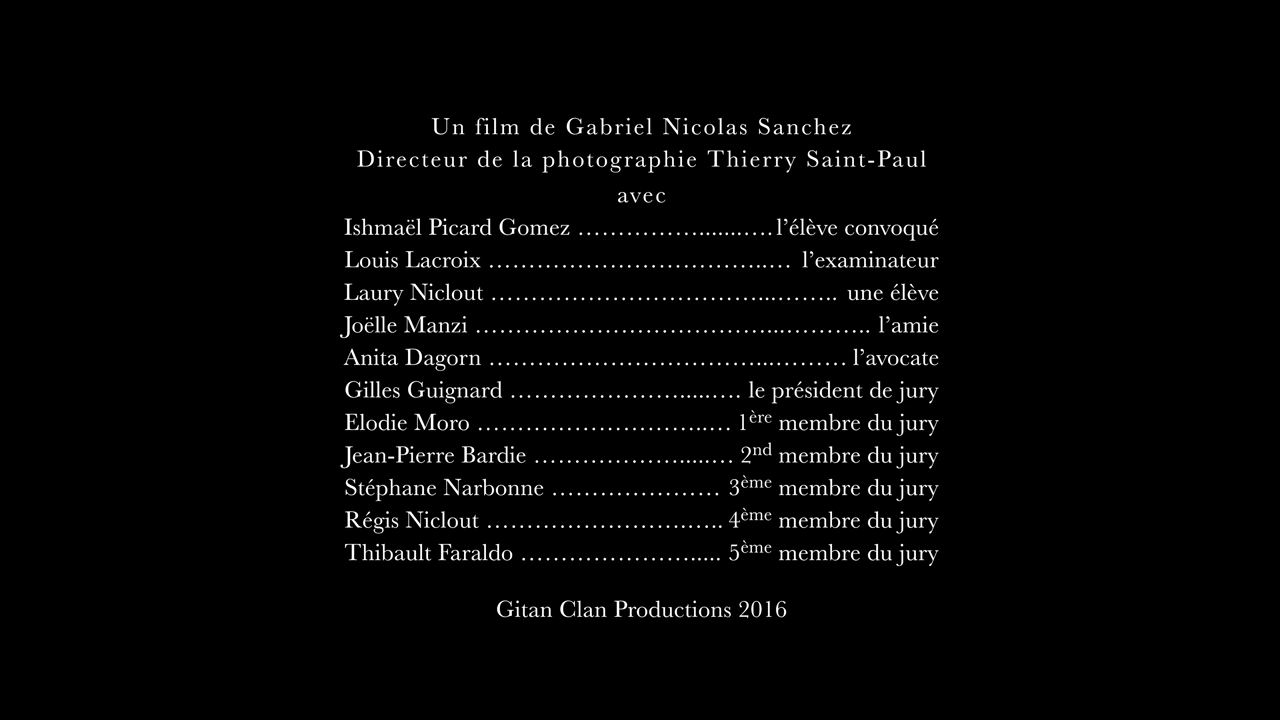 Un film de Gabriel Nicolas Sanchez
Directeur de la photographie Thierry Saint-Paul
avec
Ishmaël Picard Gomez ……………......….l’élève convoqué
Louis Lacroix ……………………………..… l’examinateur
Laury Niclout ……………………………...…….. une élève
Joëlle Manzi ………………………………...……….. l’amie
Anita Dagorn ……………………………...……… l’avocate
Gilles Guignard ………………….....…. le président de jury
Elodie Moro ………………………..… 1ère membre du jury
Jean-Pierre Bardie ……………….....… 2nd membre du jury
Stéphane Narbonne ………………… 3ème membre du jury
Régis Niclout …………………….….. 4ème membre du jury
Thibault Faraldo ………………….... 5ème membre du jury
Gitan Clan Productions 2016